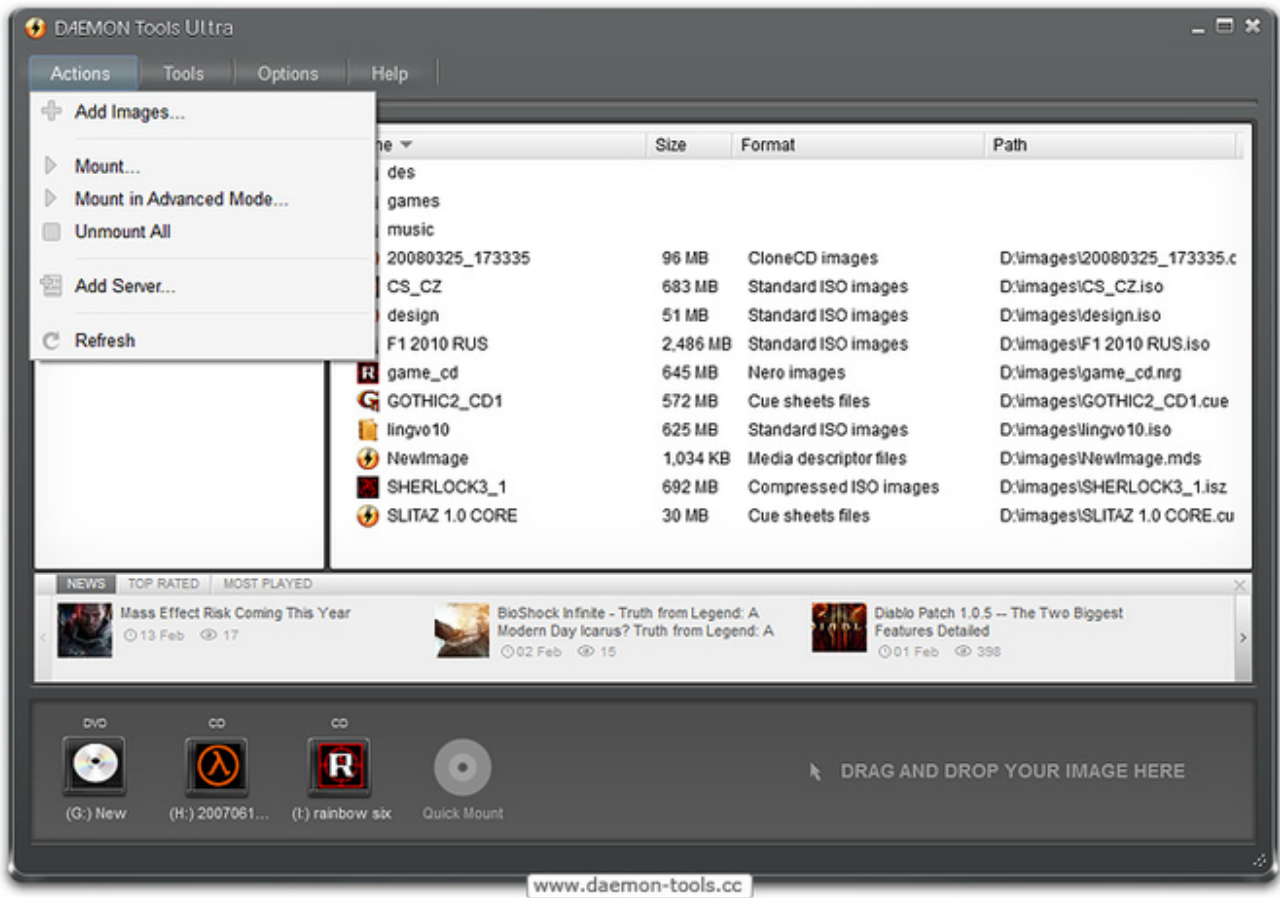 DAEMON Tools Ultra
Actions Tools Options Help
Add Images...
Mount...
Mount in Advanced Mode...
Unmount All
Add Server...
Refresh
ne Size Format Path
des
games
music
20080325_173335 96 MB CloneCD images D:\images\20080325_173335.c
CS_CZ 683 MB Standard ISO images D:\images\CS_CZ.iso
design 51 MB Standard ISO images D:\images\design.iso
F1 2010 RUS 2,486 MB Standard ISO images D:\images\F1 2010 RUS.iso
game_cd 645 MB Nero images D:\images\game_cd.nrg
GOTHIC2_CD1 572 MB Cue sheets files D:\images\GOTHIC2_CD1.cue
lingvo10 625 MB Standard ISO images D:\images\lingvo10.iso
NewImage 1,034 KB Media descriptor files D:\images\NewImage.mds
SHERLOCK3_1 692 MB Compressed ISO images D:\images\SHERLOCK3_1.isz
SLITAZ 1.0 CORE 30 MB Cue sheets files D:\images\SLITAZ 1.0 CORE.cu
NEWS TOP RATED MOST PLAYED
Mass Effect Risk Coming This Year
13 Feb 17
BioShock Infinite - Truth from Legend: A
Modern Day Icarus? Truth from Legend: A
02 Feb 15
DIABL
Diablo Patch 1.0.5 -- The Two Biggest
Features Detailed
01 Feb 398
DVD CD CD
R
(G:) New (H:) 2007061... (I:) rainbow six Quick Mount
DRAG AND DROP YOUR IMAGE HERE
www.daemon-tools.cc